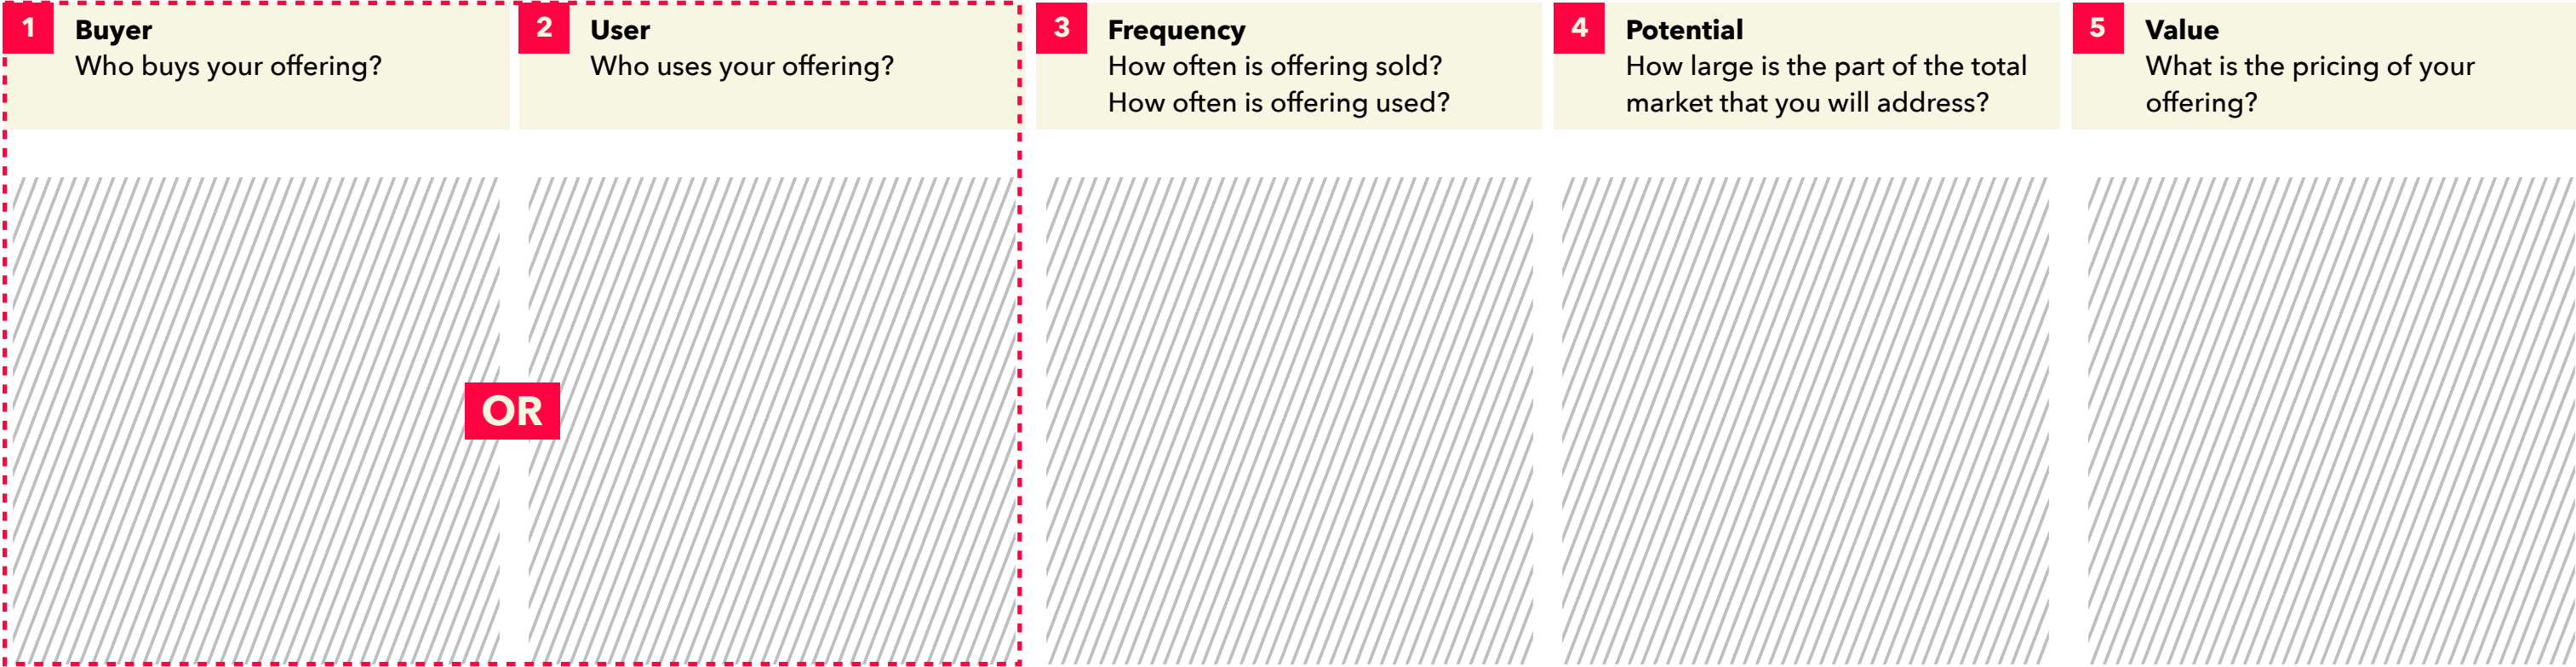 1
Buyer
Who buys your offering?
2
User
Who uses your offering?
3
Frequency
How often is offering sold?
How often is offering used?
4
Potential
How large is the part of the total
market that you will address?
5
Value
What is the pricing of your
offering?
OR